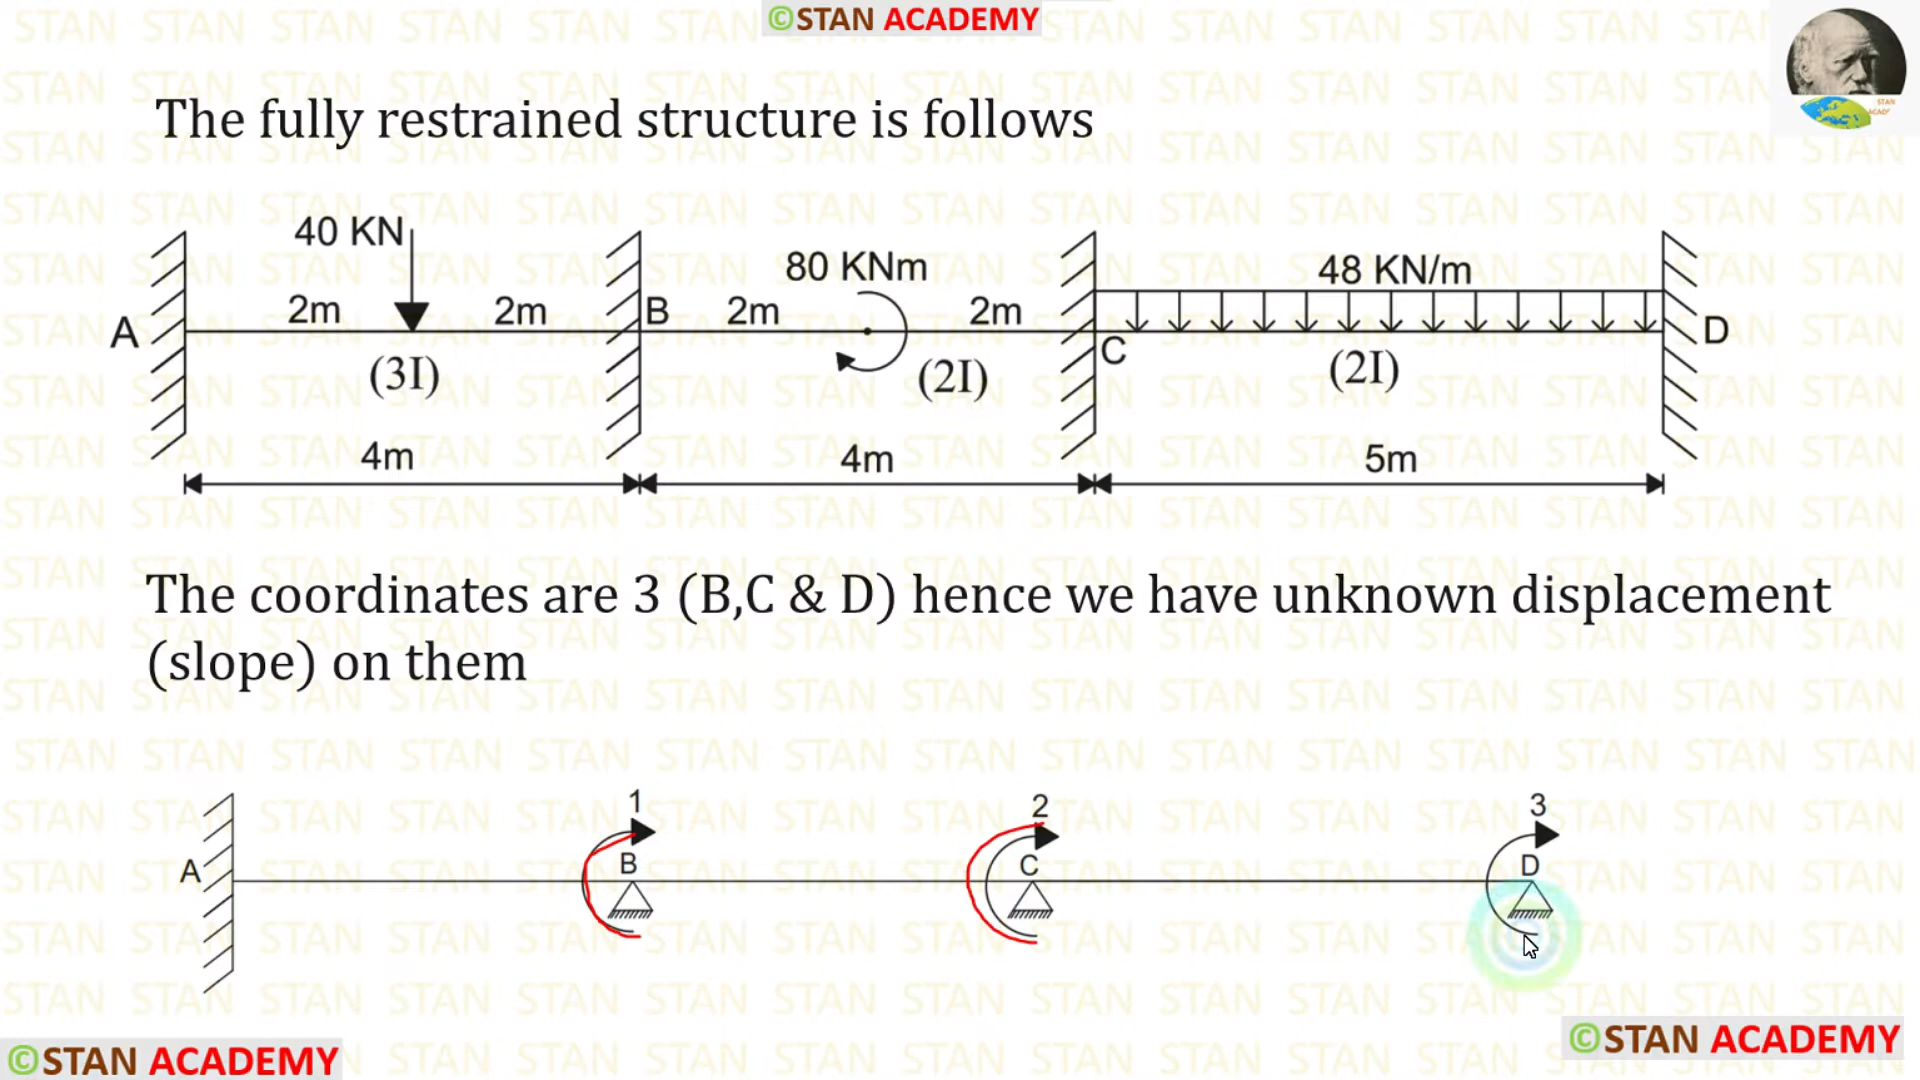 ©STAN ACADEMY
The fully restrained structure is follows
40 KN
80 KNm
48 KN/m
2m
2m
2m
2m
A
B
C
D
(3I)
(2I)
(2I)
4m
4m
5m
The coordinates are 3 (B,C & D) hence we have unknown displacement
(slope) on them
1
2
3
A
B
C
D
©STAN ACADEMY
©STAN ACADEMY